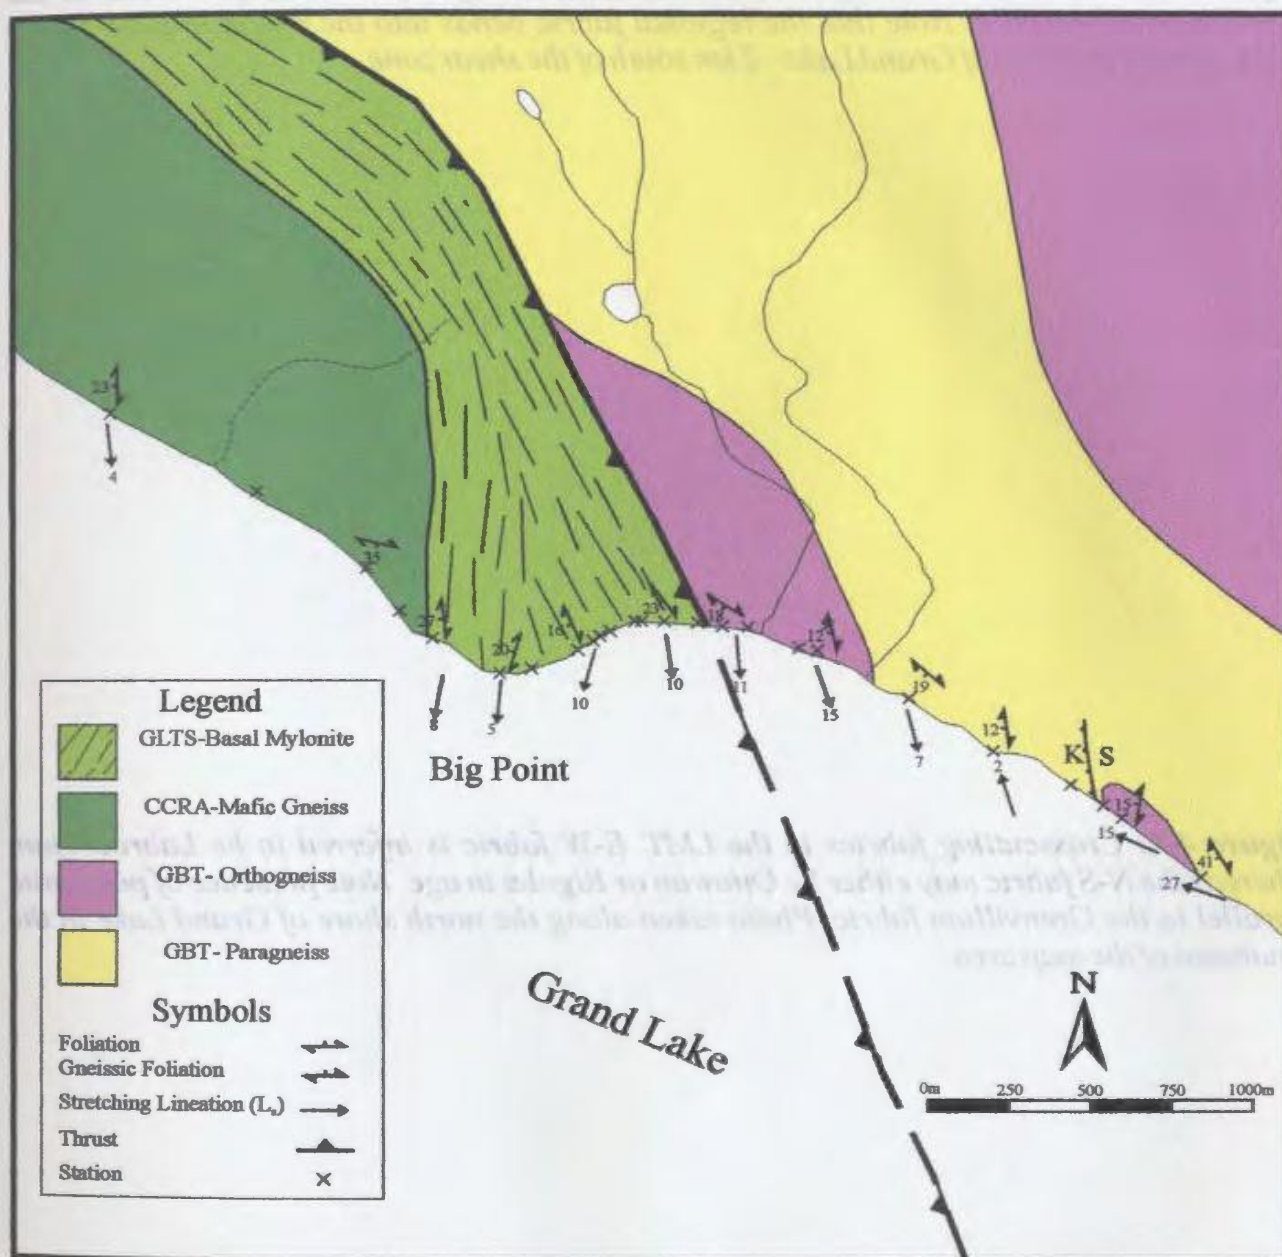 23
4
35
27
8
20
5
16
10
23
10
18
11
12
15
19
7
12
2
K S
15
15
41
27
Big Point
Grand Lake
N
0m 250 500 750 1000m
Legend
GLTS-Basal Mylonite
CCRA-Mafic Gneiss
GBT- Orthogneiss
GBT- Paragneiss
Symbols
Foliation
Gneissic Foliation
Stretching Lineation (Ls)
Thrust
Station